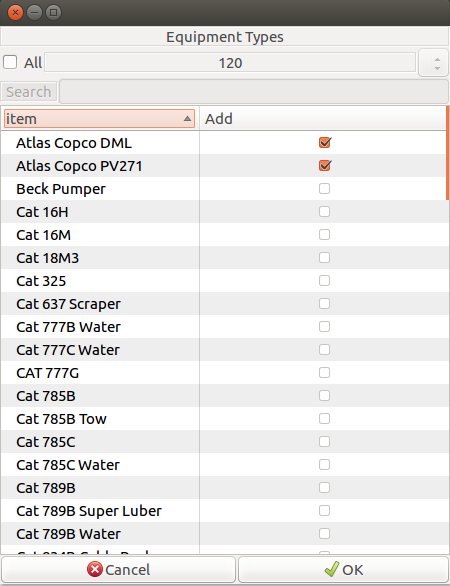 Equipment Types
All 120
Search
item Add
Atlas Copco DML
Atlas Copco PV271
Beck Pumper
Cat 16H
Cat 16M
Cat 18M3
Cat 325
Cat 637 Scraper
Cat 777B Water
Cat 777C Water
CAT 777G
Cat 785B
Cat 785B Tow
Cat 785C
Cat 785C Water
Cat 789B
Cat 789B Super Luber
Cat 789B Water
Cancel OK